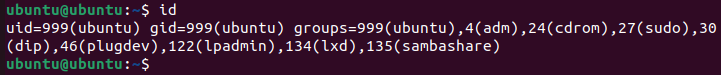 ubuntu@ubuntu:~$ id
uid=999(ubuntu) gid=999(ubuntu) groups=999(ubuntu),4(adm),24(cdrom),27(sudo),30
(dip),46(plugdev),122(lpadmin),134(lxd),135(sambashare)
ubuntu@ubuntu:~$